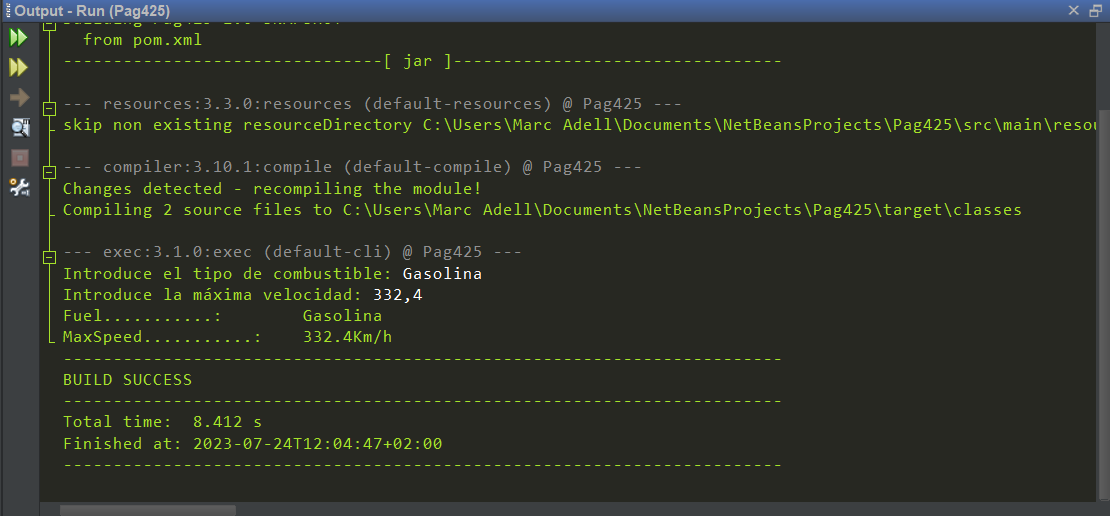 Output - Run (Pag425)
from pom.xml
--------------------------------[ jar ]---------------------------------
--- resources:3.3.0:resources (default-resources) @ Pag425 ---
skip non existing resourceDirectory C:\Users\Marc Adell\Documents\NetBeansProjects\Pag425\src\main\resou
--- compiler:3.10.1:compile (default-compile) @ Pag425 ---
Changes detected - recompiling the module!
Compiling 2 source files to C:\Users\Marc Adell\Documents\NetBeansProjects\Pag425\target\classes
--- exec:3.1.0:exec (default-cli) @ Pag425 ---
Introduce el tipo de combustible: Gasolina
Introduce la máxima velocidad: 332,4
Fuel...........: Gasolina
MaxSpeed...........: 332.4Km/h
------------------------------------------------------------------------
BUILD SUCCESS
------------------------------------------------------------------------
Total time:  8.412 s
Finished at: 2023-07-24T12:04:47+02:00
------------------------------------------------------------------------